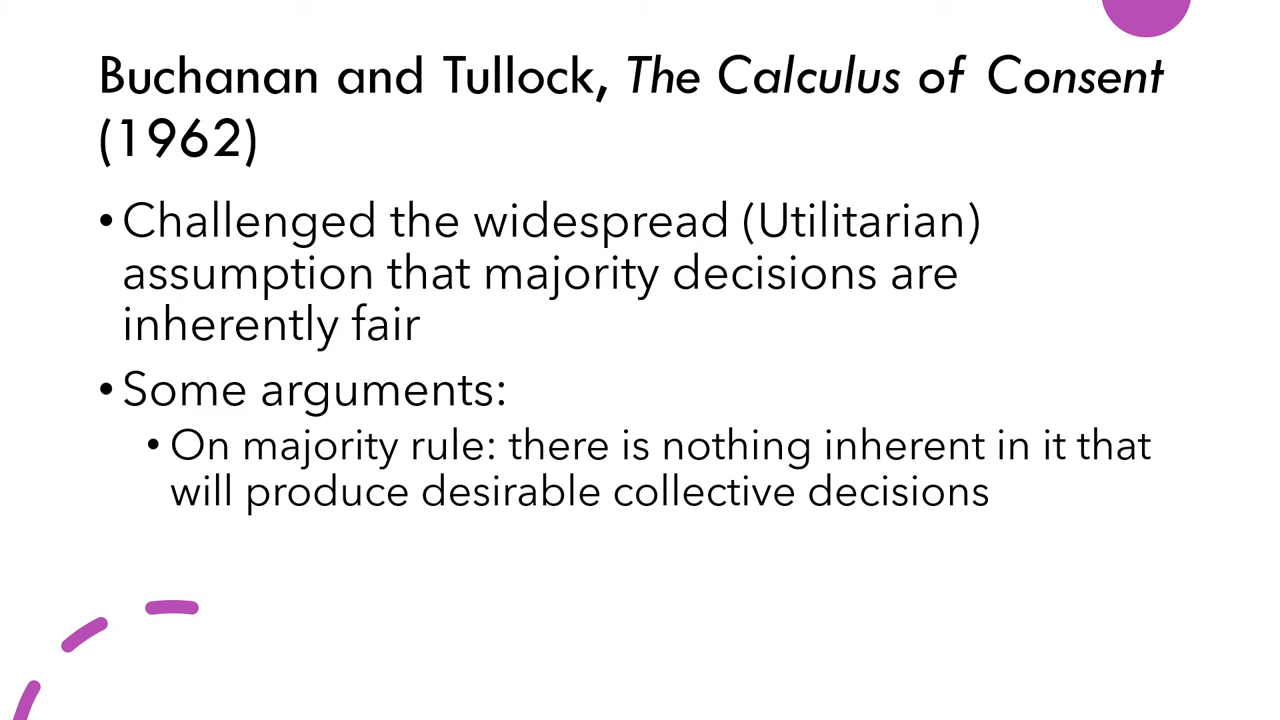 Buchanan and Tullock, The Calculus of Consent
(1962)
• Challenged the widespread (Utilitarian)
assumption that majority decisions are
inherently fair
• Some arguments:
• On majority rule: there is nothing inherent in it that
will produce desirable collective decisions